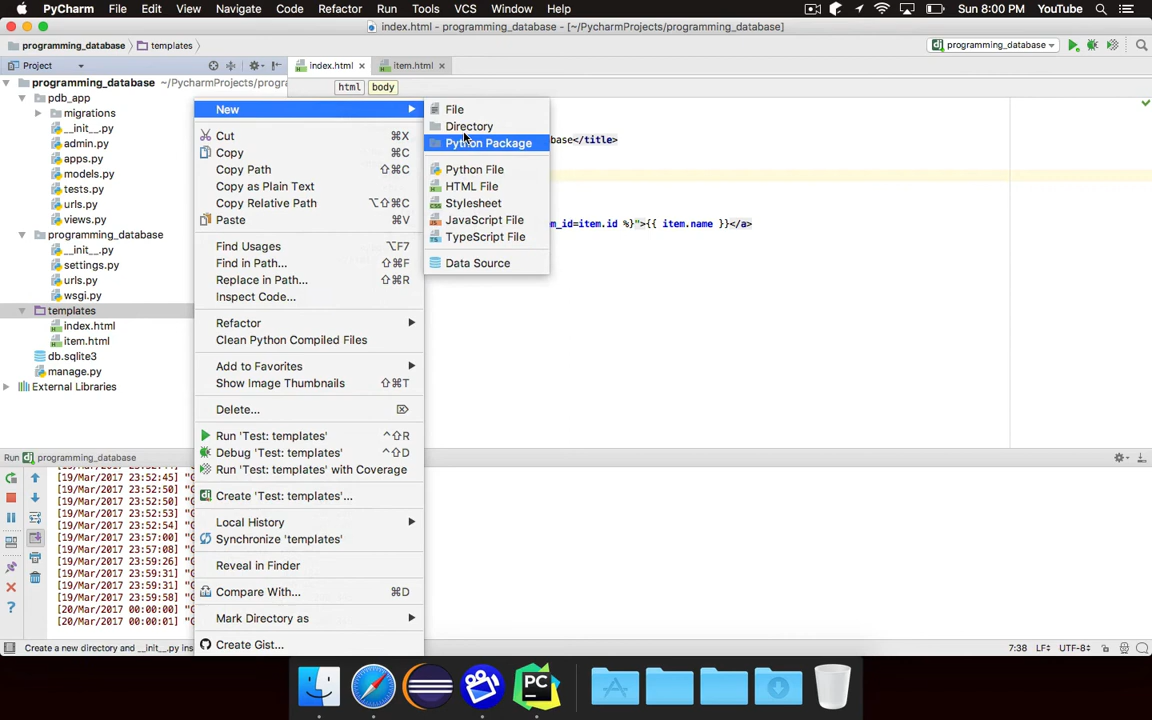 PyCharm File Edit View Navigate Code Refactor Run Tools VCS Window Help Sun 8:00 PM YouTube
index.html - programming_database - [~/PycharmProjects/programming_database]
programming_database templates programming_database
Project index.html item.html
programming_database ~/PycharmProjects/progra
html body
pdb_app
migrations
__init__.py
admin.py
apps.py
models.py
tests.py
urls.py
views.py
programming_database
__init__.py
settings.py
urls.py
wsgi.py
templates
index.html
item.html
db.sqlite3
manage.py
External Libraries
New
Cut ⌘X
Copy ⌘C
Copy Path ⇧⌘C
Copy as Plain Text
Copy Relative Path ⌥⇧⌘C
Paste ⌘V
Find Usages ⌥F7
Find in Path... ⇧⌘F
Replace in Path... ⇧⌘R
Inspect Code...
Refactor
Clean Python Compiled Files
Add to Favorites
Show Image Thumbnails ⇧⌘T
Delete... ⌦
Run 'Test: templates' ^⇧R
Debug 'Test: templates' ^⇧D
Run 'Test: templates' with Coverage
Create 'Test: templates'...
Local History
Synchronize 'templates'
Reveal in Finder
Compare With... ⌘D
Mark Directory as
Create Gist...
File
Directory
Python Package
Python File
HTML File
Stylesheet
JavaScript File
TypeScript File
Data Source
base</title>
m_id=item.id %}">{{ item.name }}</a>
Run programming_database
[19/Mar/2017 23:52:45] "G
[19/Mar/2017 23:52:50] "G
[19/Mar/2017 23:52:50] "G
[19/Mar/2017 23:52:53] "G
[19/Mar/2017 23:52:54] "G
[19/Mar/2017 23:57:00] "G
[19/Mar/2017 23:57:08] "G
[19/Mar/2017 23:59:26] "G
[19/Mar/2017 23:59:31] "G
[19/Mar/2017 23:59:31] "G
[19/Mar/2017 23:59:58] "G
[20/Mar/2017 00:00:00] "G
[20/Mar/2017 00:00:01] "G
Create a new directory and __init__.py ins 7:38 LF÷ UTF-8÷
PC